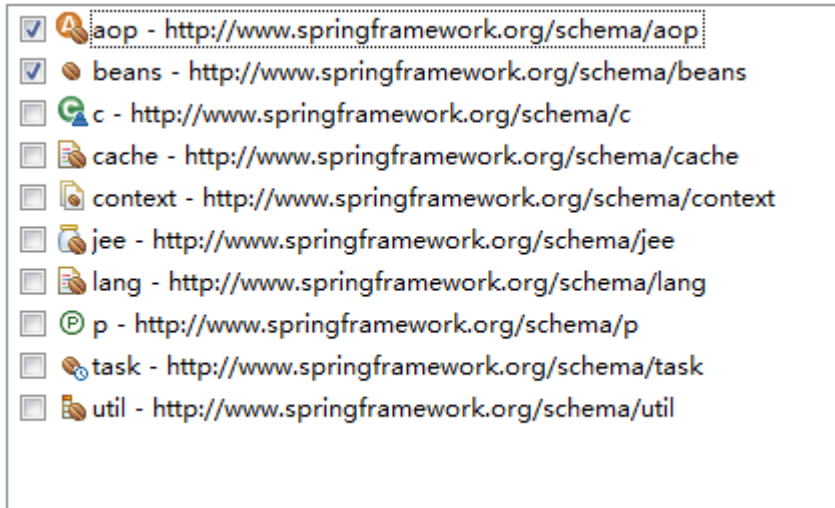 aop - http://www.springframework.org/schema/aop
beans - http://www.springframework.org/schema/beans
c - http://www.springframework.org/schema/c
cache - http://www.springframework.org/schema/cache
context - http://www.springframework.org/schema/context
jee - http://www.springframework.org/schema/jee
lang - http://www.springframework.org/schema/lang
p - http://www.springframework.org/schema/p
task - http://www.springframework.org/schema/task
util - http://www.springframework.org/schema/util